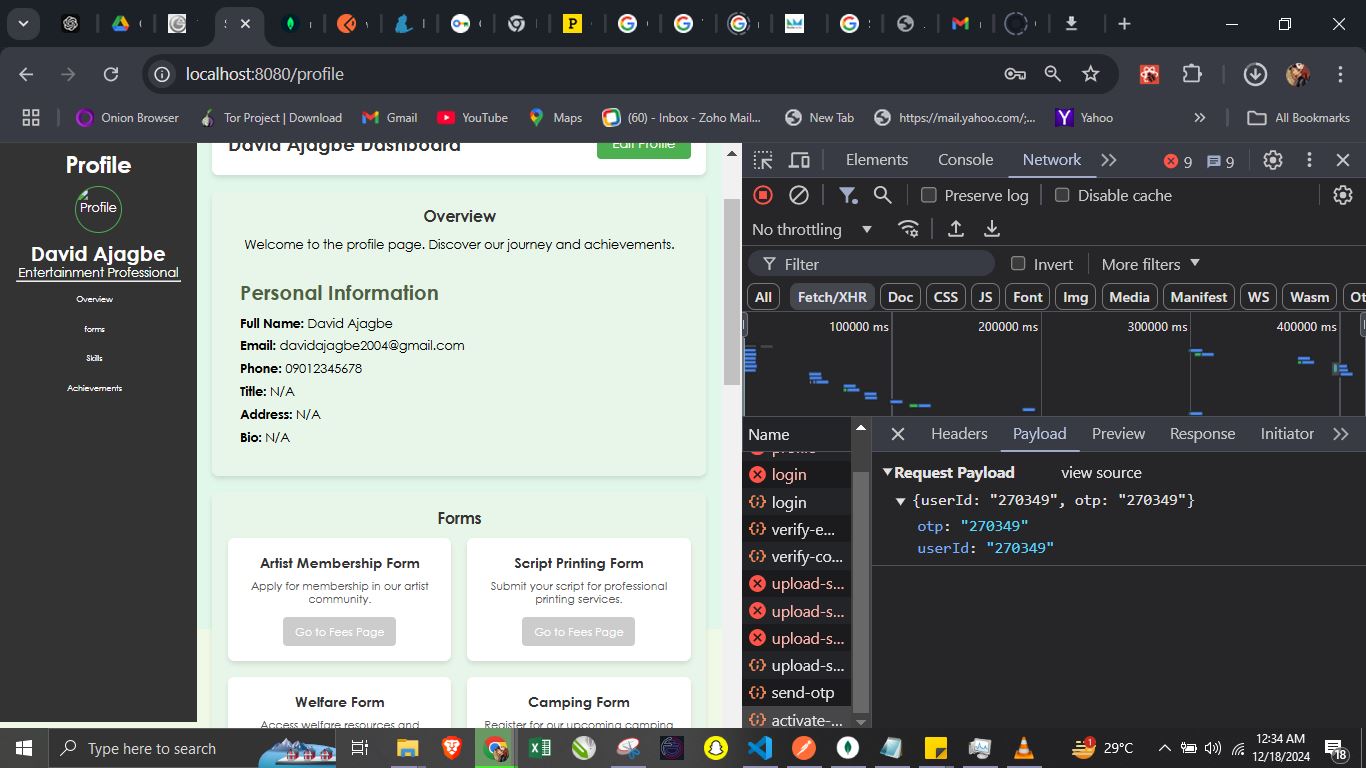 localhost:8080/profile
Onion Browser
Tor Project | Download
Gmail
YouTube
Maps
(60) - Inbox - Zoho Mail...
New Tab
https://mail.yahoo.com/;...
Yahoo
»
All Bookmarks
Profile
Profile
David Ajagbe
Entertainment Professional
Overview
forms
Skills
Achievements
David Ajagbe Dashboard
Edit Profile
Overview
Welcome to the profile page. Discover our journey and achievements.
Personal Information
Full Name: David Ajagbe
Email: davidajagbe2004@gmail.com
Phone: 09012345678
Title: N/A
Address: N/A
Bio: N/A
Forms
Artist Membership Form
Apply for membership in our artist
community.
Go to Fees Page
Script Printing Form
Submit your script for professional
printing services.
Go to Fees Page
Welfare Form
Access welfare resources and
Camping Form
Register for our upcoming camping
Elements
Console
Network
»
9
9
Preserve log
Disable cache
No throttling
Filter
Invert
More filters
All
Fetch/XHR
Doc
CSS
JS
Font
Img
Media
Manifest
WS
Wasm
Ot
100000 ms
200000 ms
300000 ms
400000 ms
Name
profile
login
login
verify-e...
verify-co...
upload-s...
upload-s...
upload-s...
upload-s...
send-otp
activate-...
Headers
Payload
Preview
Response
Initiator
»
Request Payload
view source
{userId: "270349", otp: "270349"}
otp: "270349"
userId: "270349"
Type here to search
1
29°C
12:34 AM
12/18/2024
18